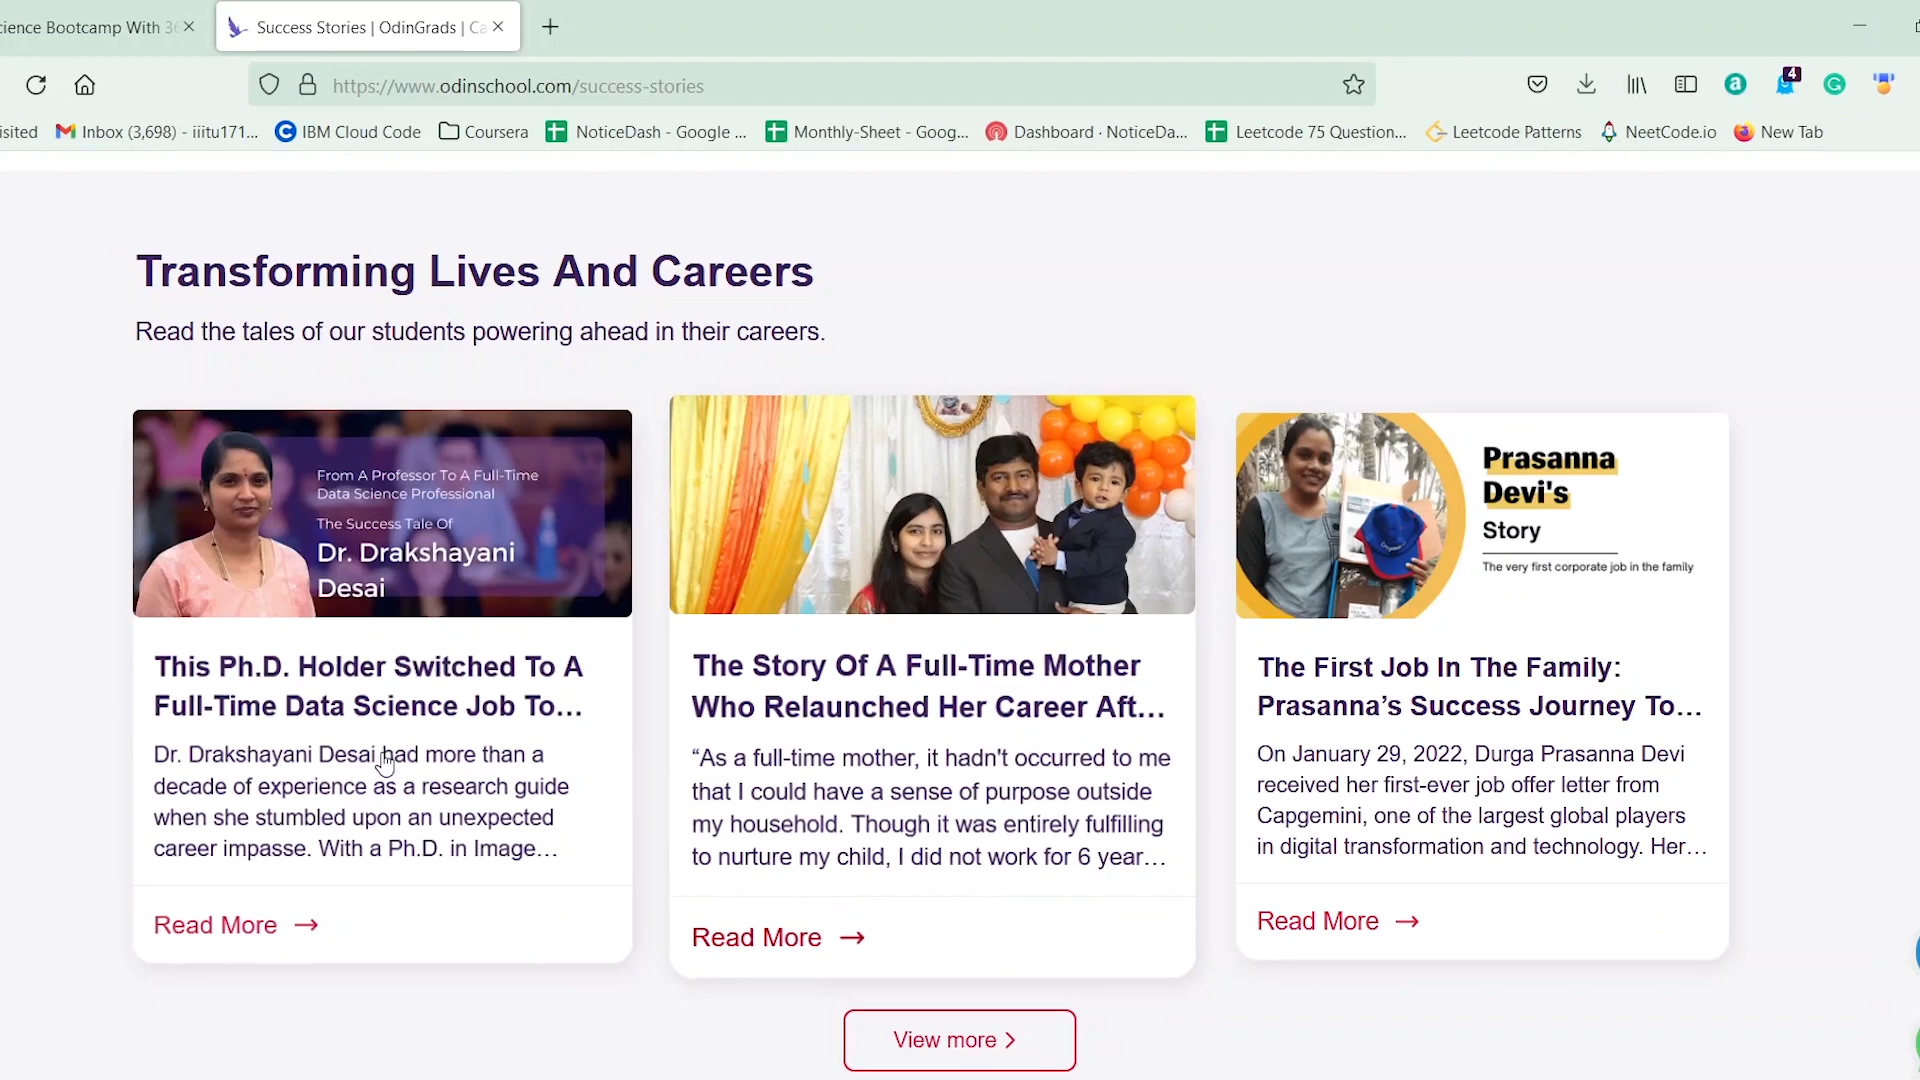 cience Bootcamp With 36
Success Stories | OdinGrads | Ca
https://www.odinschool.com/success-stories
4
isited
Inbox (3,698) - iiitu171...
IBM Cloud Code
Coursera
NoticeDash - Google ...
Monthly-Sheet - Goog...
Dashboard · NoticeDa...
Leetcode 75 Question...
Leetcode Patterns
NeetCode.io
New Tab
Transforming Lives And Careers
Read the tales of our students powering ahead in their careers.
From A Professor To A Full-Time
Data Science Professional
The Success Tale Of
Dr. Drakshayani
Desai
This Ph.D. Holder Switched To A
Full-Time Data Science Job To...
Dr. Drakshayani Desai had more than a
decade of experience as a research guide
when she stumbled upon an unexpected
career impasse. With a Ph.D. in Image...
Read More →
The Story Of A Full-Time Mother
Who Relaunched Her Career Aft...
“As a full-time mother, it hadn't occurred to me
that I could have a sense of purpose outside
my household. Though it was entirely fulfilling
to nurture my child, I did not work for 6 year...
Read More →
Prasanna
Devi's
Story
The very first corporate job in the family
The First Job In The Family:
Prasanna’s Success Journey To...
On January 29, 2022, Durga Prasanna Devi
received her first-ever job offer letter from
Capgemini, one of the largest global players
in digital transformation and technology. Her...
Read More →
View more >